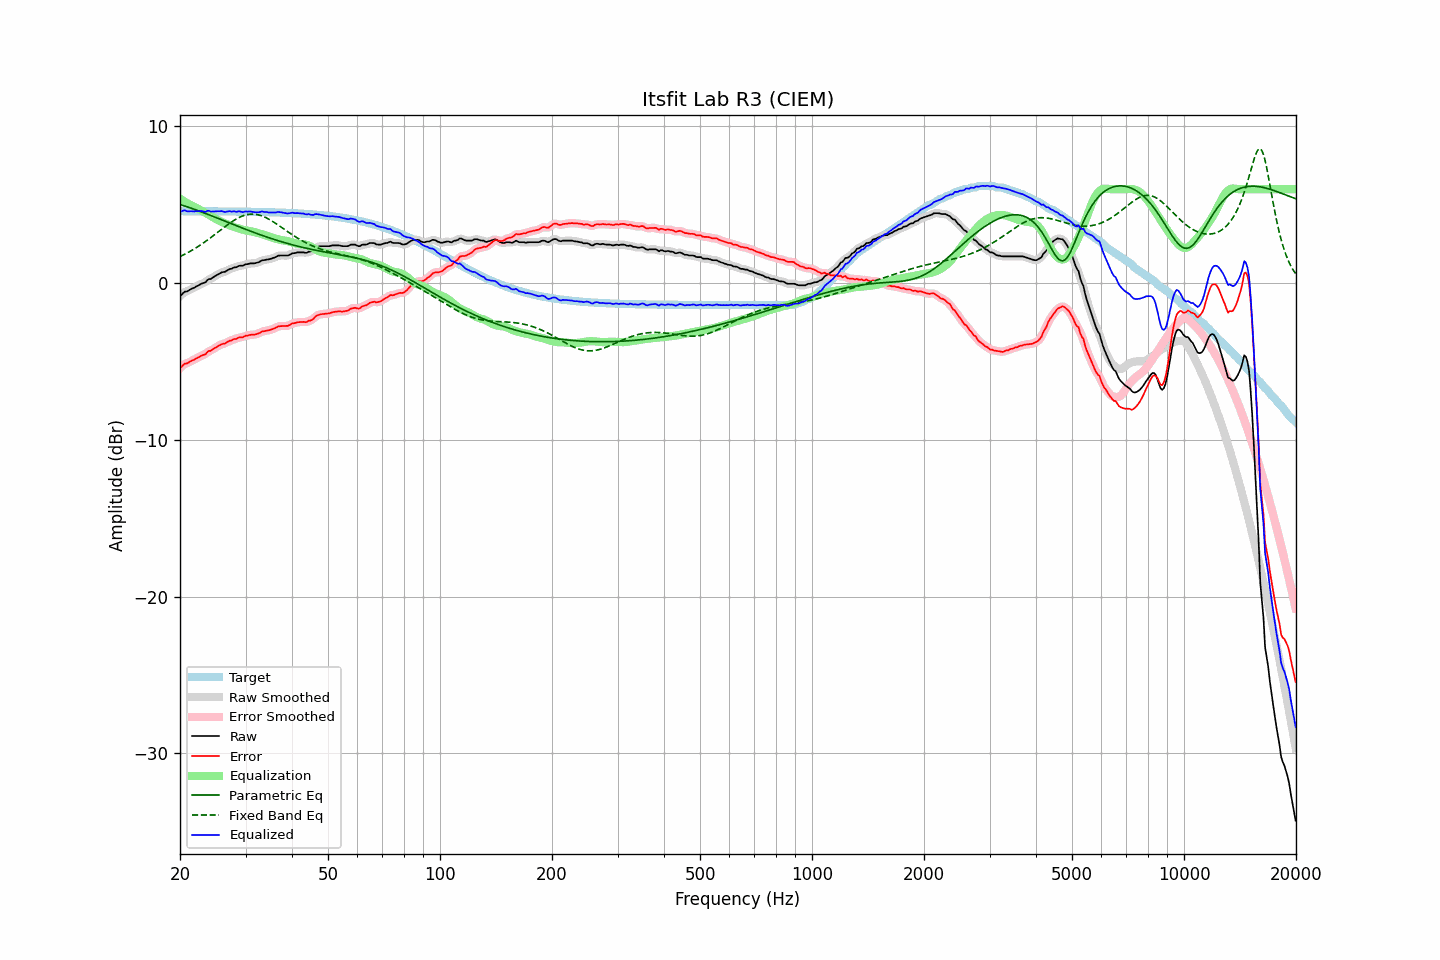 Itsfit Lab R3 (CIEM)
10
0
−10
−20
−30
Amplitude (dBr)
20
50
100
200
500
1000
2000
5000
10000
20000
Frequency (Hz)
Target
Raw Smoothed
Error Smoothed
Raw
Error
Equalization
Parametric Eq
Fixed Band Eq
Equalized